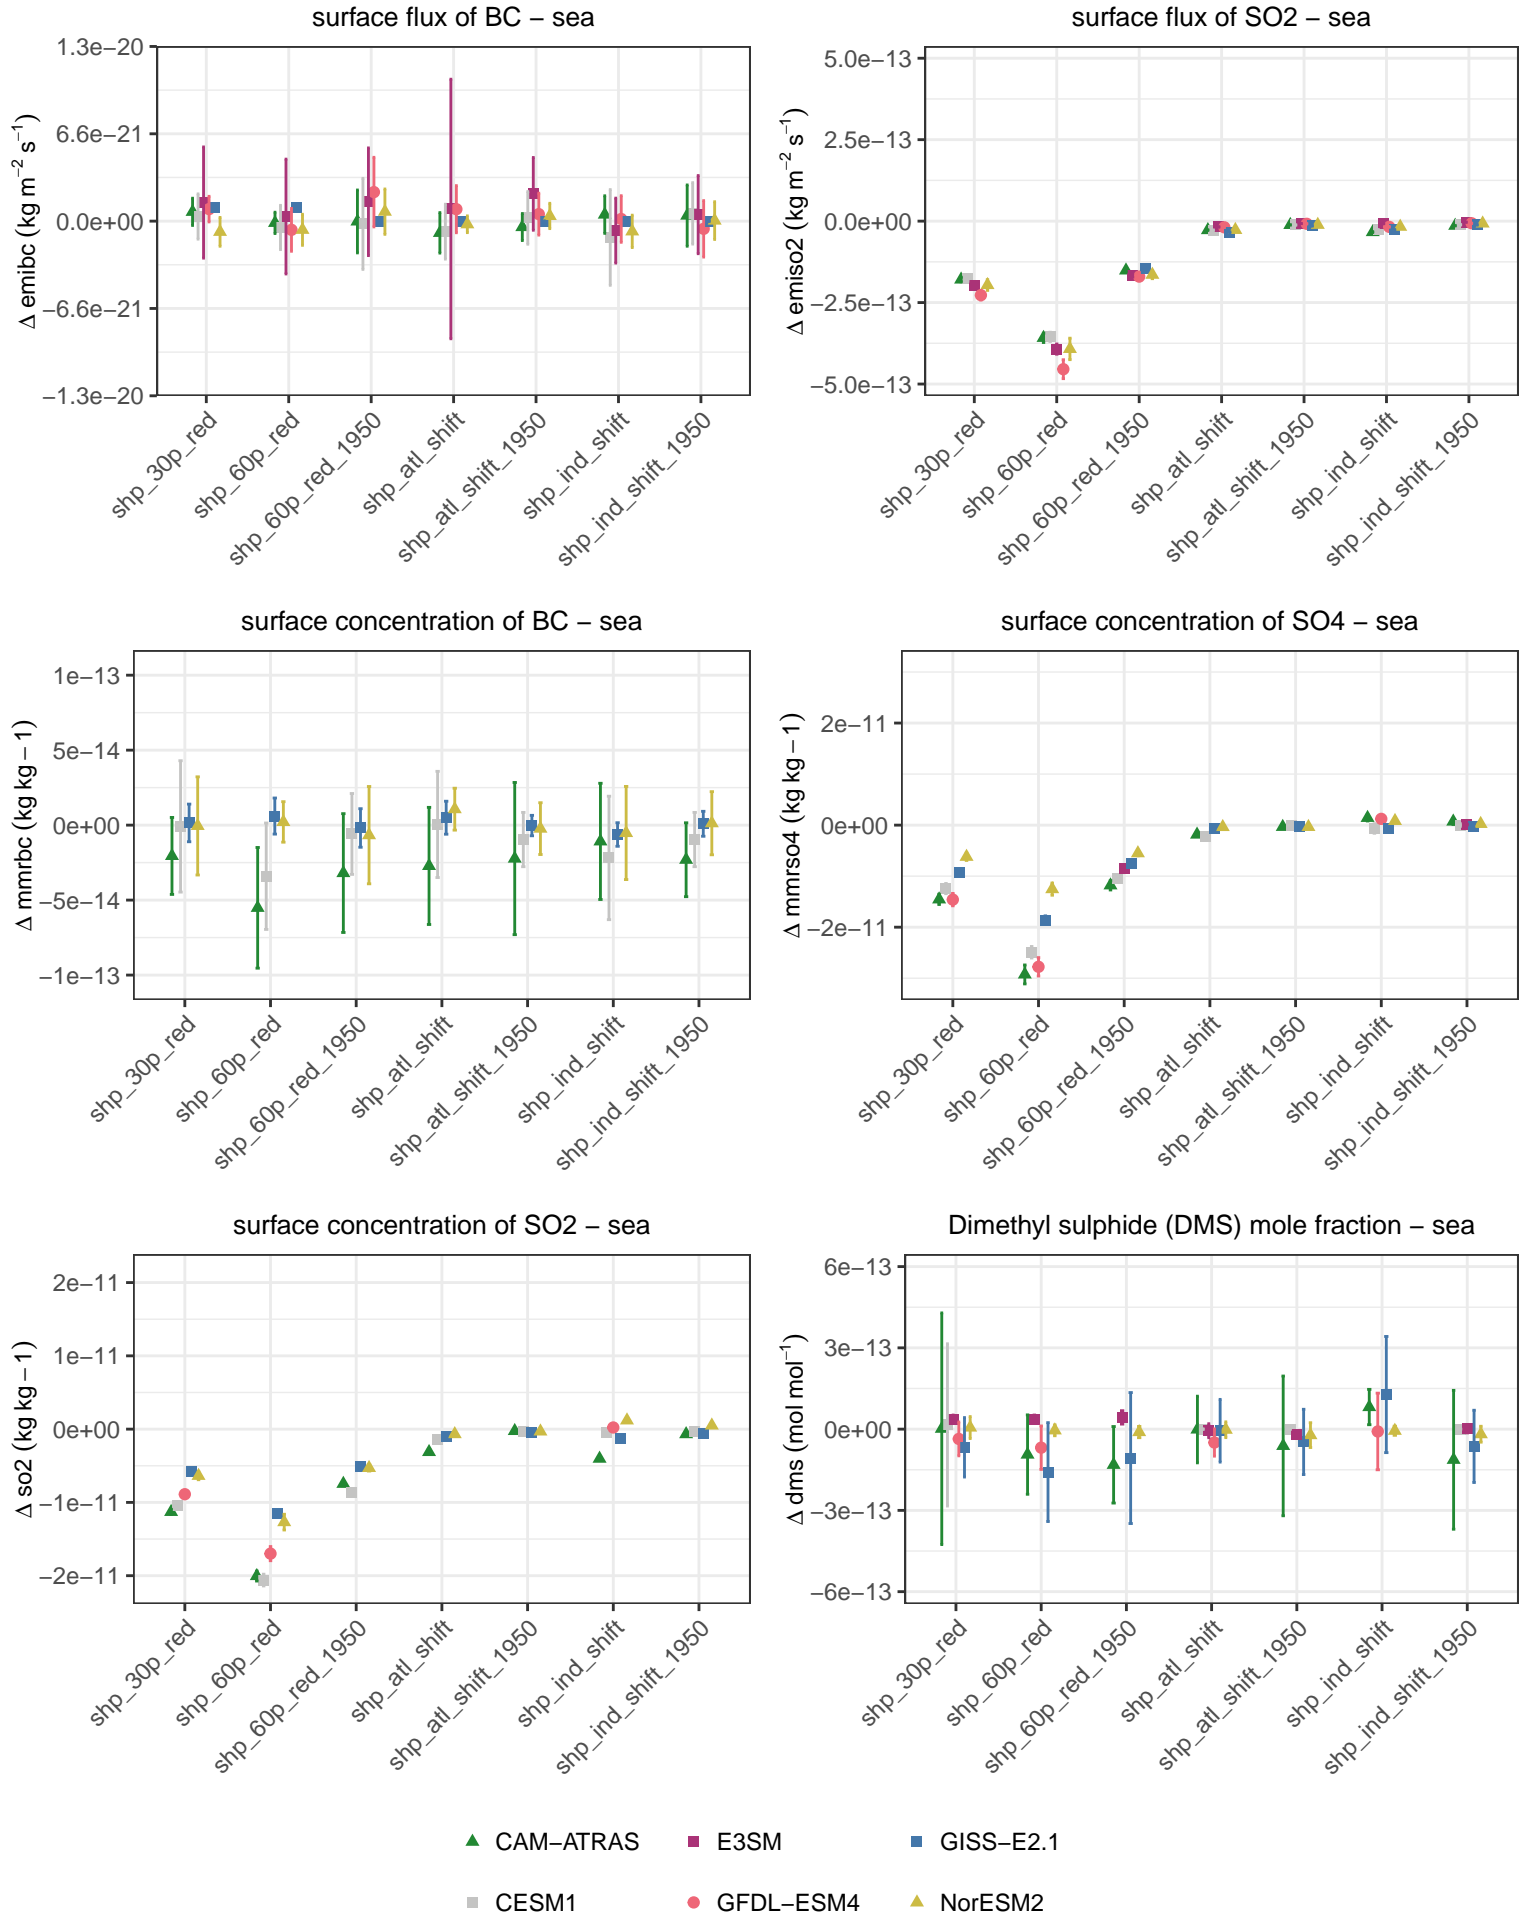 surface flux of BC − sea
Δ emibc (kg m−2 s−1)
1.3e−20
6.6e−21
0.0e+00
−6.6e−21
−1.3e−20
shp_30p_red
shp_60p_red
shp_60p_red_1950
shp_atl_shift
shp_atl_shift_1950
shp_ind_shift
shp_ind_shift_1950
surface flux of SO2 − sea
Δ emiso2 (kg m−2 s−1)
5.0e−13
2.5e−13
0.0e+00
−2.5e−13
−5.0e−13
shp_30p_red
shp_60p_red
shp_60p_red_1950
shp_atl_shift
shp_atl_shift_1950
shp_ind_shift
shp_ind_shift_1950
surface concentration of BC − sea
Δ mmrbc (kg kg − 1)
1e−13
5e−14
0e+00
−5e−14
−1e−13
shp_30p_red
shp_60p_red
shp_60p_red_1950
shp_atl_shift
shp_atl_shift_1950
shp_ind_shift
shp_ind_shift_1950
surface concentration of SO4 − sea
Δ mmrso4 (kg kg − 1)
2e−11
0e+00
−2e−11
shp_30p_red
shp_60p_red
shp_60p_red_1950
shp_atl_shift
shp_atl_shift_1950
shp_ind_shift
shp_ind_shift_1950
surface concentration of SO2 − sea
Δ so2 (kg kg − 1)
2e−11
1e−11
0e+00
−1e−11
−2e−11
shp_30p_red
shp_60p_red
shp_60p_red_1950
shp_atl_shift
shp_atl_shift_1950
shp_ind_shift
shp_ind_shift_1950
Dimethyl sulphide (DMS) mole fraction − sea
Δ dms (mol mol−1)
6e−13
3e−13
0e+00
−3e−13
−6e−13
shp_30p_red
shp_60p_red
shp_60p_red_1950
shp_atl_shift
shp_atl_shift_1950
shp_ind_shift
shp_ind_shift_1950
CAM−ATRAS
E3SM
GISS−E2.1
CESM1
GFDL−ESM4
NorESM2